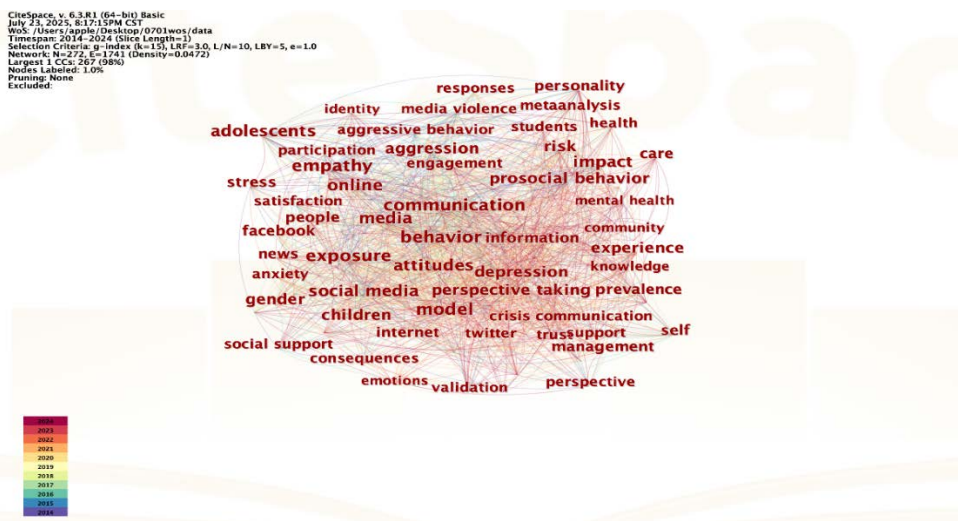 CiteSpace, v. 6.3.R1 (64-bit) Basic
July 23, 2025, 8:17:15PM CST
WoS: /Users/apple/Desktop/0701wos/data
Timespan: 2014-2024 (Slice Length=1)
Selection Criteria: g-index (k=15), LRF=3.0, L/N=10, LBY=5, e=1.0
Network: N=272, E=1741 (Density=0.0472)
Largest 1 CCs: 267 (98%)
Nodes Labeled: 1.0%
Pruning: None
Excluded:
responses personality
identity media violence metaanalysis
adolescents aggressive behavior students health
participation aggression risk
empathy engagement impact care
stress online prosocial behavior
satisfaction communication mental health
people media
facebook behavior information community
news exposure experience
anxiety attitudes depression knowledge
gender social media perspective taking prevalence
children model crisis communication
internet twitter trust support self
social support management
consequences
emotions validation perspective
2024
2023
2022
2021
2020
2019
2018
2017
2016
2015
2014